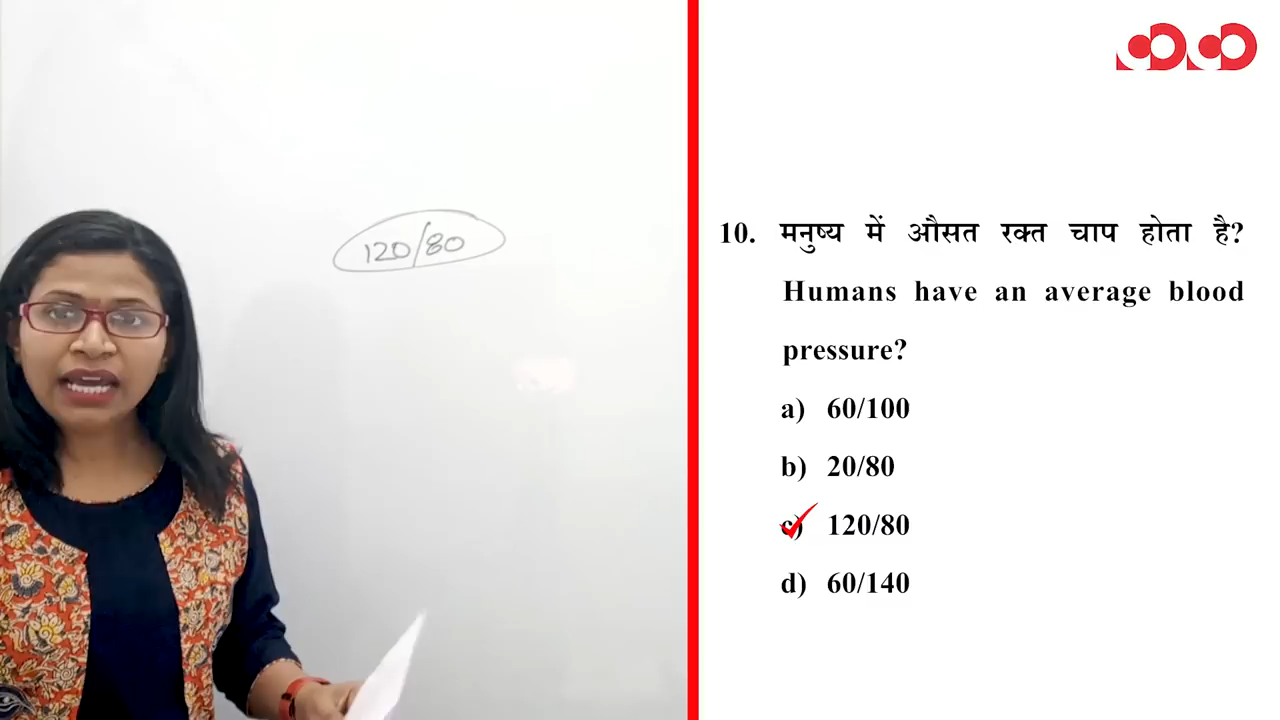 120/80
10. मनुष्य में औसत रक्त चाप होता है?
Humans have an average blood
pressure?
a) 60/100
b) 20/80
c) 120/80
d) 60/140